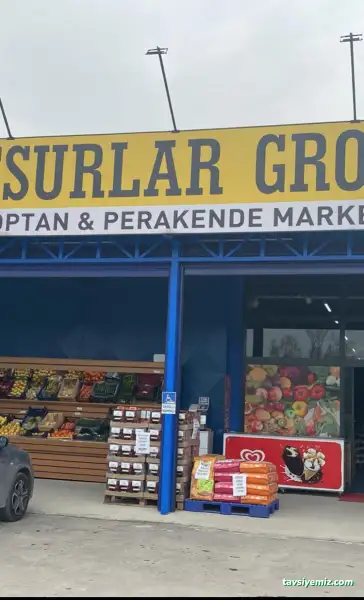 SURLAR GRO
OPTAN & PERAKENDE MARKE
tavsiyemiz.com